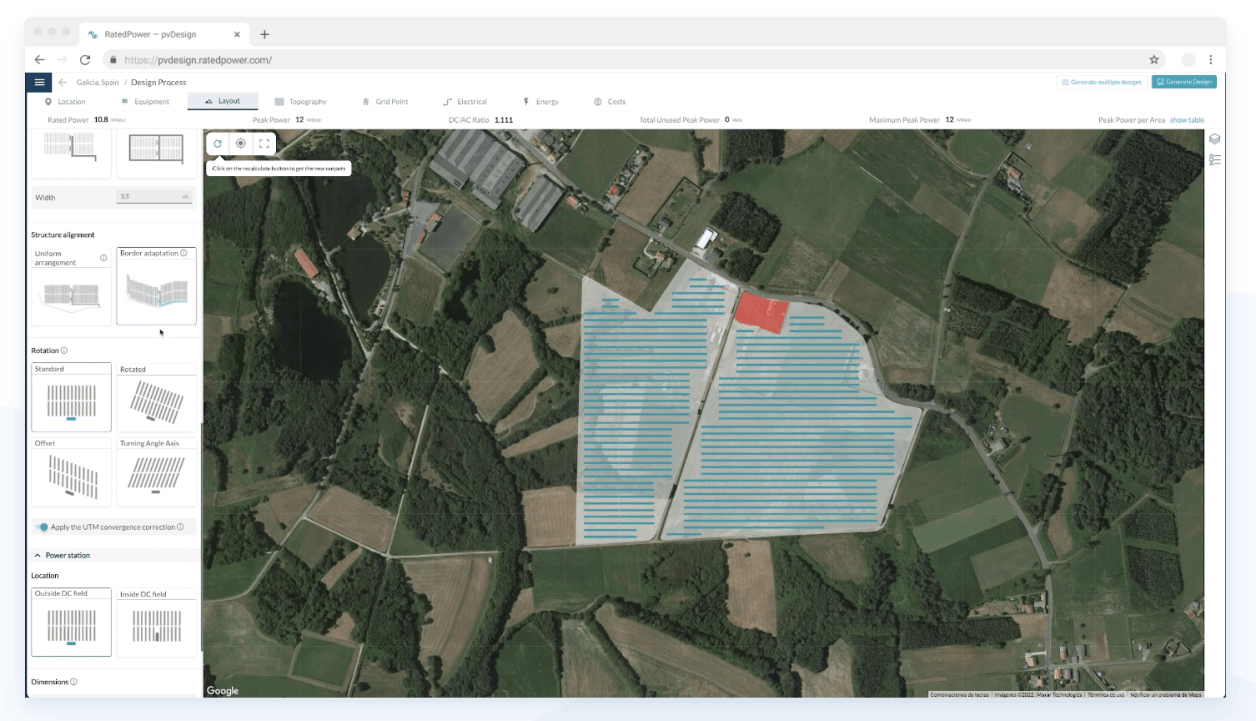 RatedPower – pvDesign
https://pvdesign.ratedpower.com/
Galicia, Spain / Design Process
Generate multiple designs
Generate Design
Location Equipment Layout Topography Grid Point Electrical Energy Costs
Rated Power 10.8 Peak Power 12 DC/AC Ratio 1.111 Total Unused Peak Power 0 Maximum Peak Power 12 Peak Power per Area show table
Click on the recalculate button to get the new outputs
Width 3.5 m
Structure alignment
Uniform
arrangement
Border adaptation
Rotation
Standard
Rotated
Offset
Turning Angle Axis
Apply the UTM convergence correction
Power station
Location
Outside DC field
Inside DC field
Dimensions
Google
Combinaciones de teclas Imágenes ©2022, Maxar Technologies Términos de uso Notificar un problema de Maps